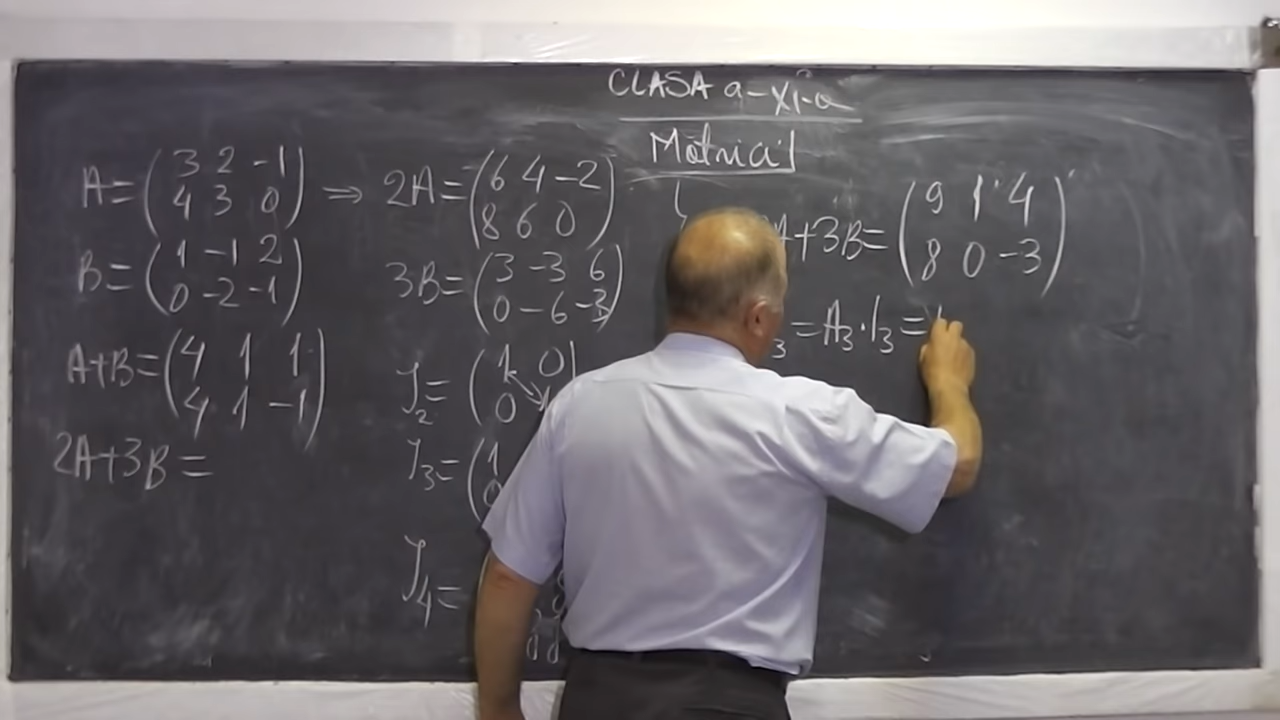 CLASA a-XI-a
Matrici
A=(3 2 -1
4 3 0)
⇒ 2A=(6 4 -2
8 6 0)
B=(1 -1 2
0 -2 -1)
3B=(3 -3 6
0 -6 -3)
A+B=(4 1 1
4 1 -1)
2A+3B=
I₂=(1 0
0
I₃=(1
0
I₄=
A+3B=(9 1 4
8 0 -3)
₃=A₃·I₃=